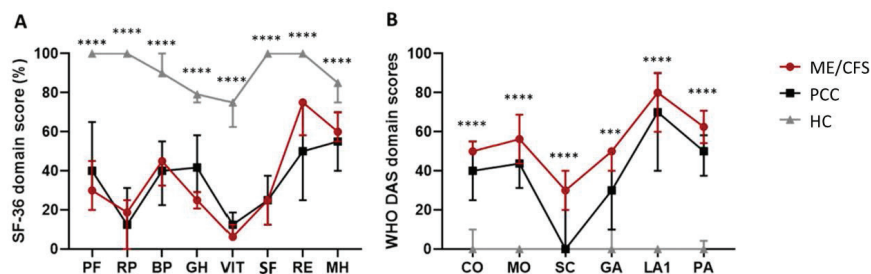 A
SF-36 domain score (%)
100
80
60
40
20
0
**** **** **** **** **** **** **** ****
PF RP BP GH VIT SF RE MH
B
WHO DAS domain scores
100
80
60
40
20
0
**** **** **** *** **** ****
CO MO SC GA LA1 PA
ME/CFS
PCC
HC